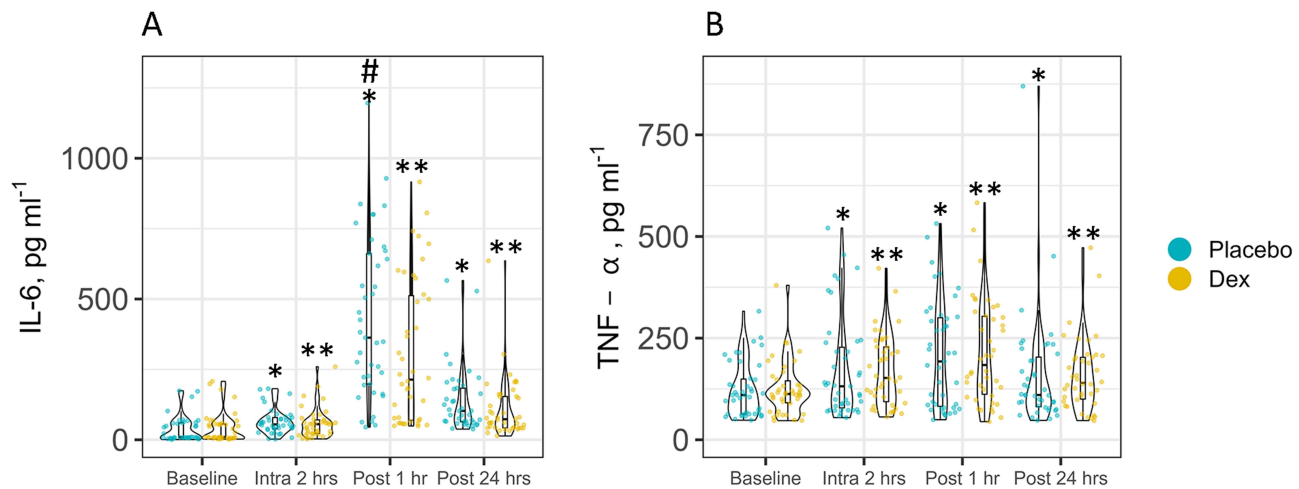 A
IL-6, pg ml-1
1000
500
0
#
*
**
*
**
*
**
Baseline
Intra 2 hrs
Post 1 hr
Post 24 hrs
B
TNF − α, pg ml-1
750
500
250
0
*
*
**
*
**
*
**
Baseline
Intra 2 hrs
Post 1 hr
Post 24 hrs
Placebo
Dex